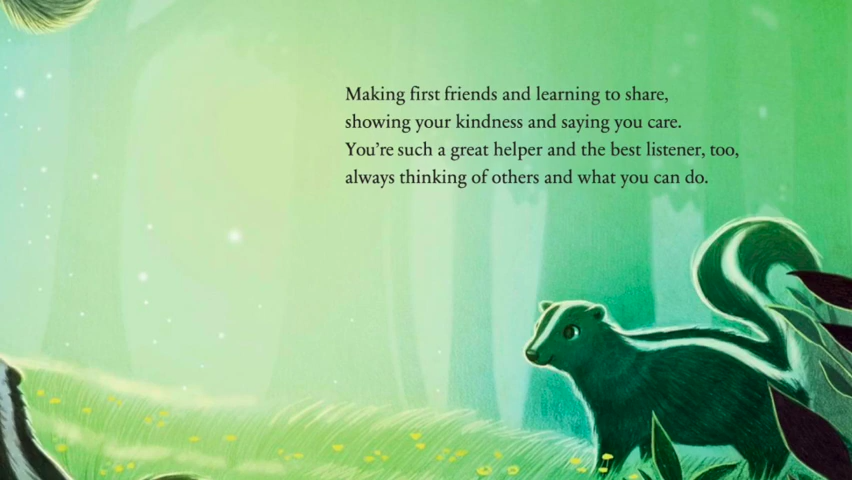 Making first friends and learning to share,
showing your kindness and saying you care.
You’re such a great helper and the best listener, too,
always thinking of others and what you can do.